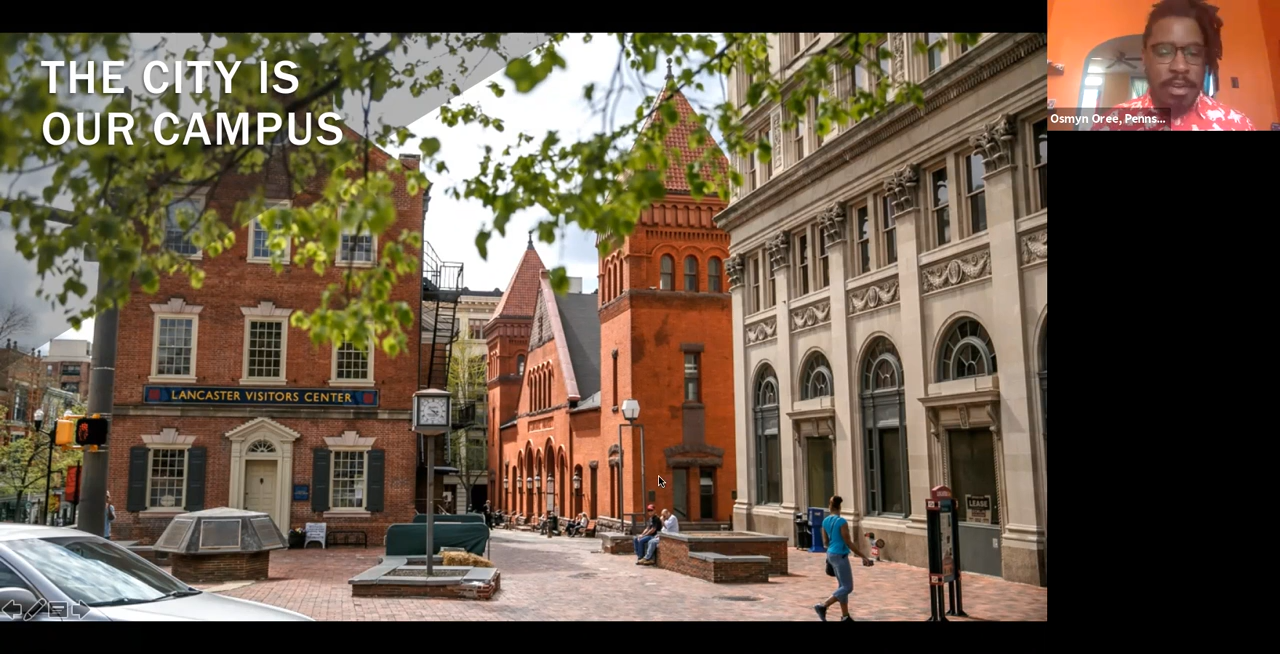 THE CITY IS
OUR CAMPUS
Osmyn Oree, Penns...
LANCASTER VISITORS CENTER
LEASE